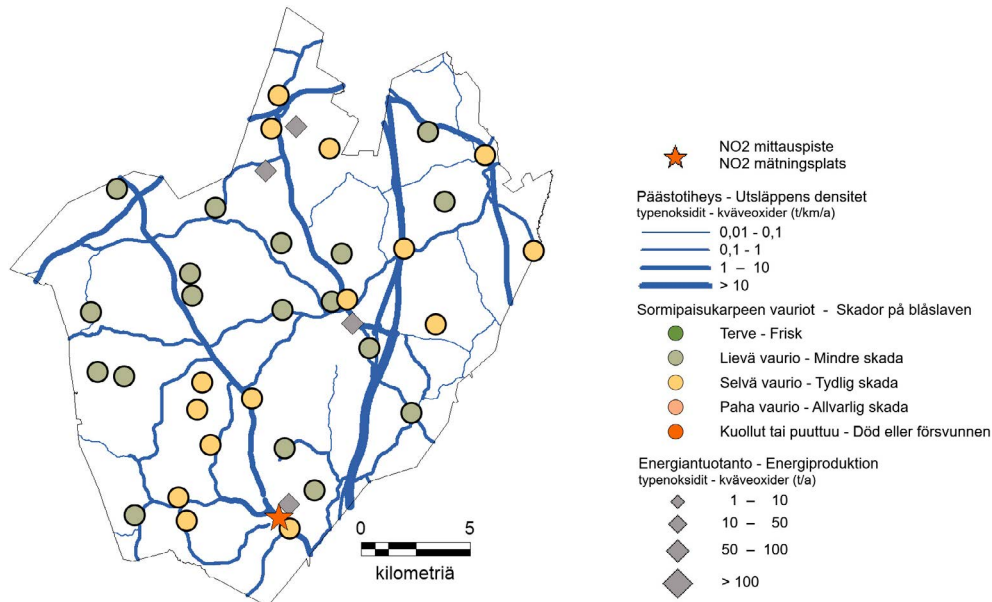 NO2 mittauspiste
NO2 mätningsplats
Päästotiheys - Utsläppens densitet
typenoksidit - kväveoxider (t/km/a)
0,01 - 0,1
0,1 - 1
1 – 10
> 10
Sormipaisukarpeen vauriot - Skador på blåslaven
Terve - Frisk
Lievä vaurio - Mindre skada
Selvä vaurio - Tydlig skada
Paha vaurio - Allvarlig skada
Kuollut tai puuttuu - Död eller försvunnen
Energiantuotanto - Energiproduktion
typenoksidit - kväveoxider (t/a)
1 – 10
10 – 50
50 – 100
> 100
0 5
kilometriä